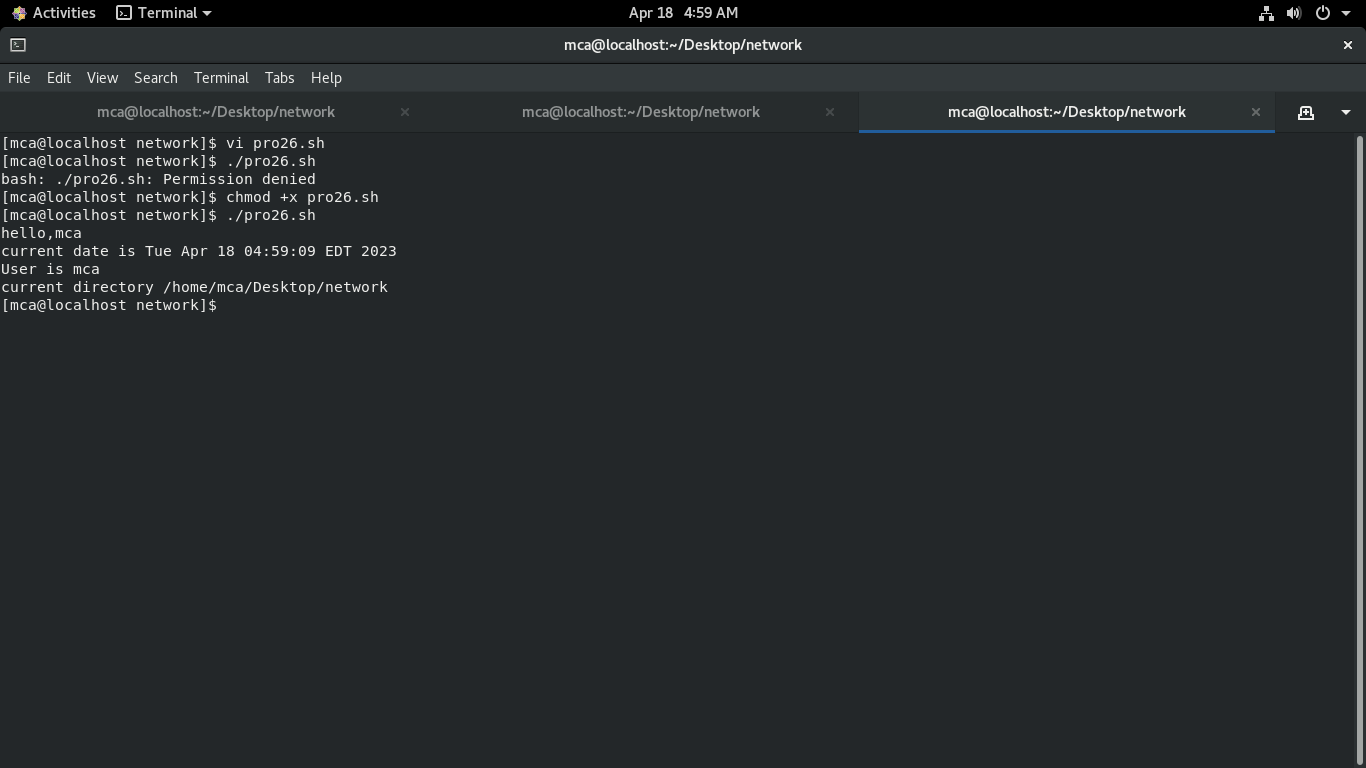 Activities Terminal Apr 18 4:59 AM
mca@localhost:~/Desktop/network
File Edit View Search Terminal Tabs Help
mca@localhost:~/Desktop/network mca@localhost:~/Desktop/network mca@localhost:~/Desktop/network
[mca@localhost network]$ vi pro26.sh
[mca@localhost network]$ ./pro26.sh
bash: ./pro26.sh: Permission denied
[mca@localhost network]$ chmod +x pro26.sh
[mca@localhost network]$ ./pro26.sh
hello,mca
current date is Tue Apr 18 04:59:09 EDT 2023
User is mca
current directory /home/mca/Desktop/network
[mca@localhost network]$